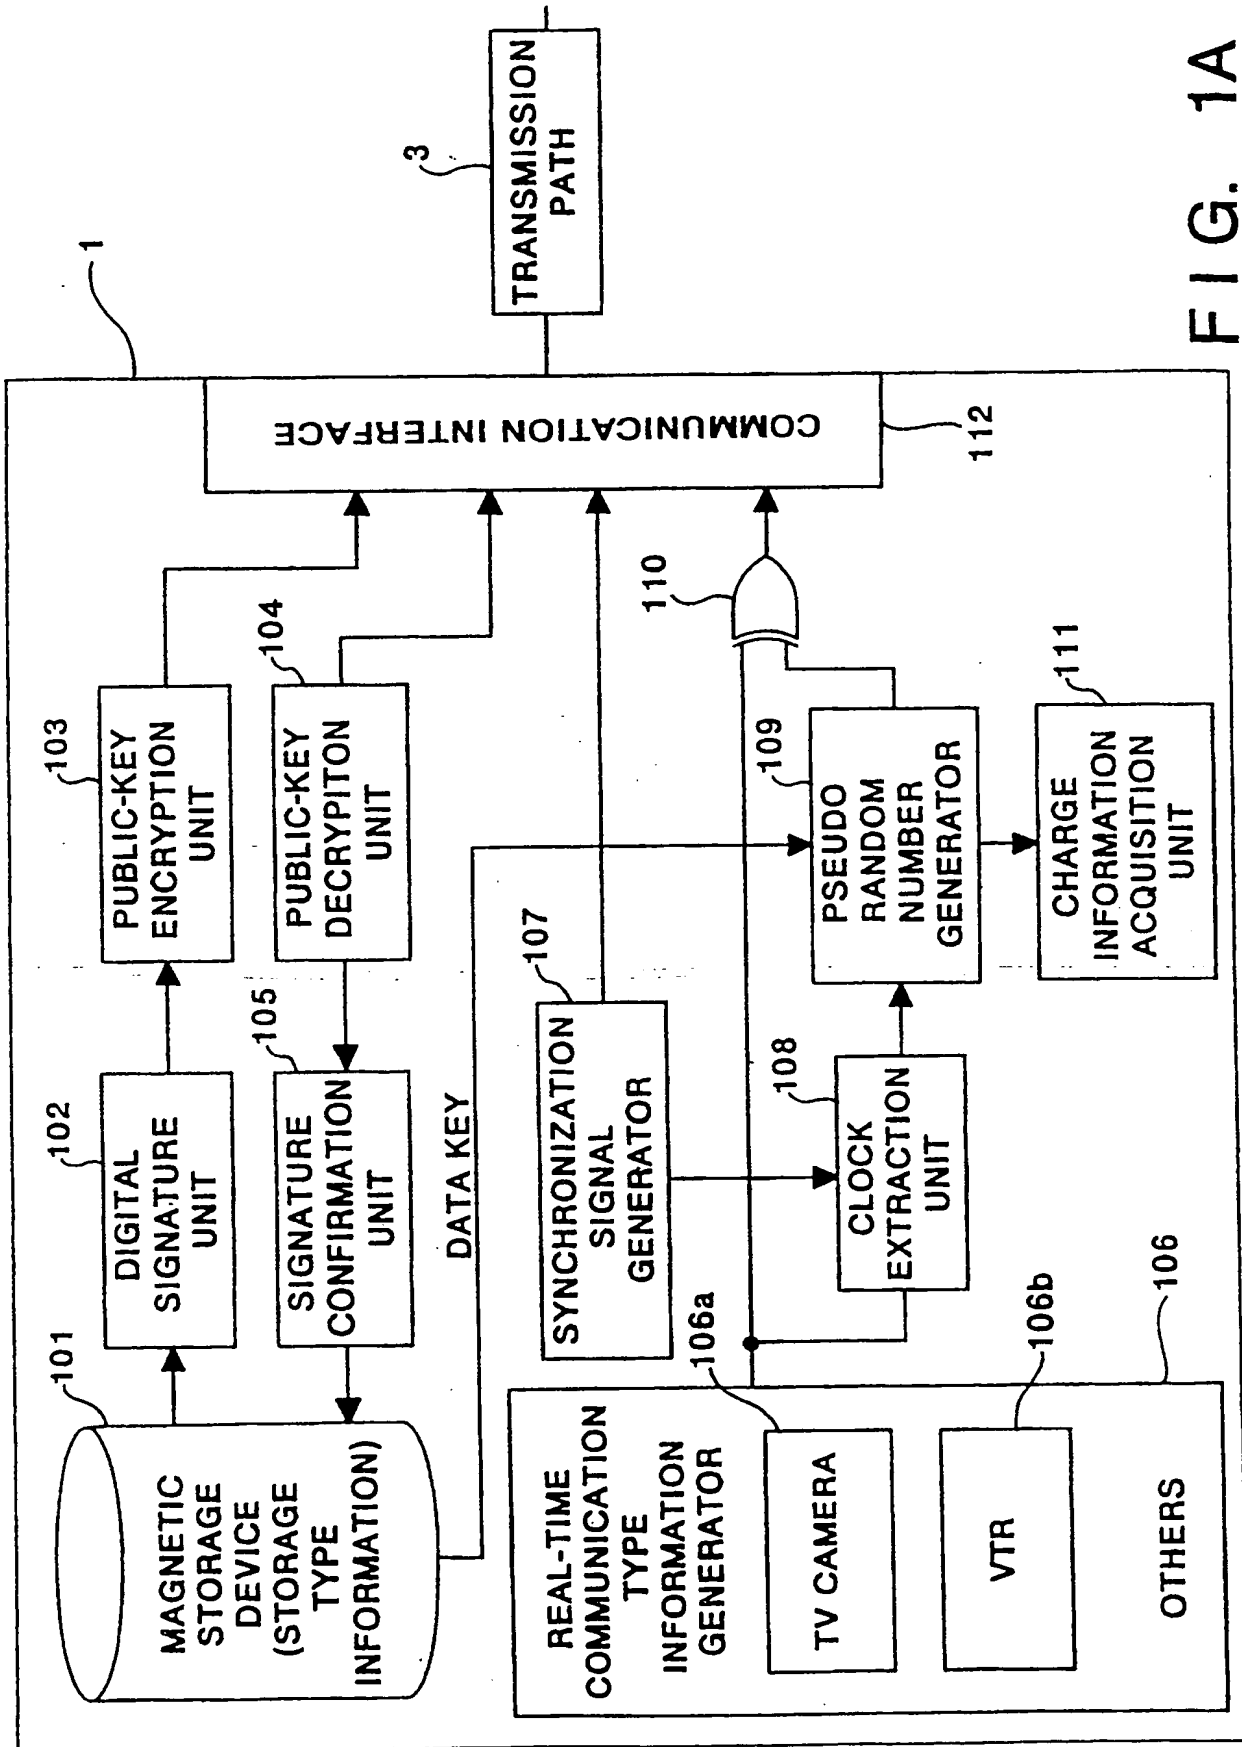 1
101
MAGNETIC
STORAGE
DEVICE
(STORAGE
TYPE
INFORMATION)
102
DIGITAL
SIGNATURE
UNIT
103
PUBLIC-KEY
ENCRYPTION
UNIT
104
PUBLIC-KEY
DECRYPITON
UNIT
105
SIGNATURE
CONFIRMATION
UNIT
DATA KEY
107
SYNCHRONIZATION
SIGNAL
GENERATOR
REAL-TIME
COMMUNICATION
TYPE
INFORMATION
GENERATOR
106a
TV CAMERA
106b
VTR
OTHERS
106
108
CLOCK
EXTRACTION
UNIT
109
PSEUDO
RANDOM
NUMBER
GENERATOR
110
111
CHARGE
INFORMATION
ACQUISITION
UNIT
COMMUNICATION INTERFACE
112
3
TRANSMISSION
PATH
FIG. 1A